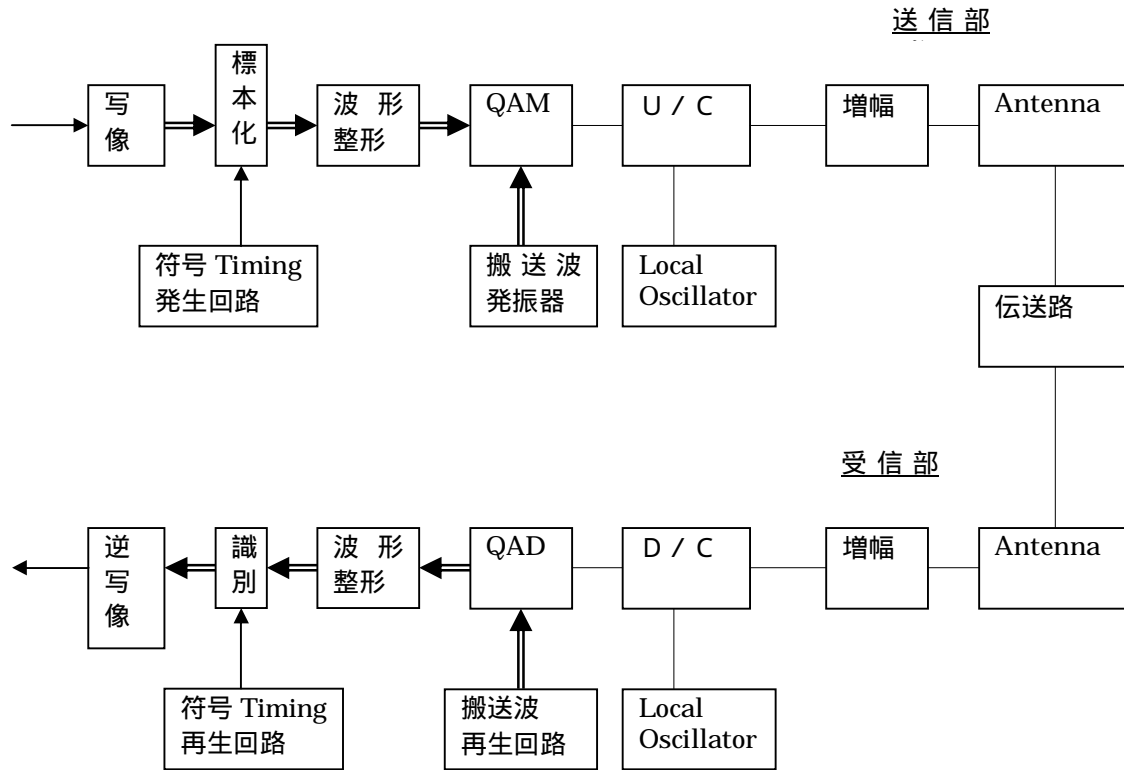 送信部
写
像
標
本
化
波形
整形
QAM
U/C
増幅
Antenna
符号 Timing
発生回路
搬送波
発振器
Local
Oscillator
伝送路
受信部
逆
写
像
識
別
波形
整形
QAD
D/C
増幅
Antenna
符号 Timing
再生回路
搬送波
再生回路
Local
Oscillator